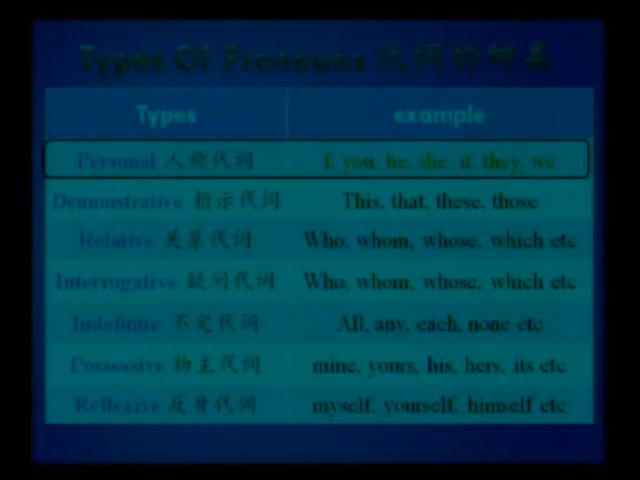 Types Of Pronouns 代词的种类
Types example
Personal 人称代词 I, you, he, she, it, they, we
Demonstrative 指示代词 This, that, these, those
Relative 关系代词 Who, whom, whose, which etc
Interrogative 疑问代词 Who, whom, whose, which etc
Indefinite 不定代词 All, any, each, none etc
Possessive 物主代词 mine, yours, his, hers, its etc
Reflexive 反身代词 myself, yourself, himself etc